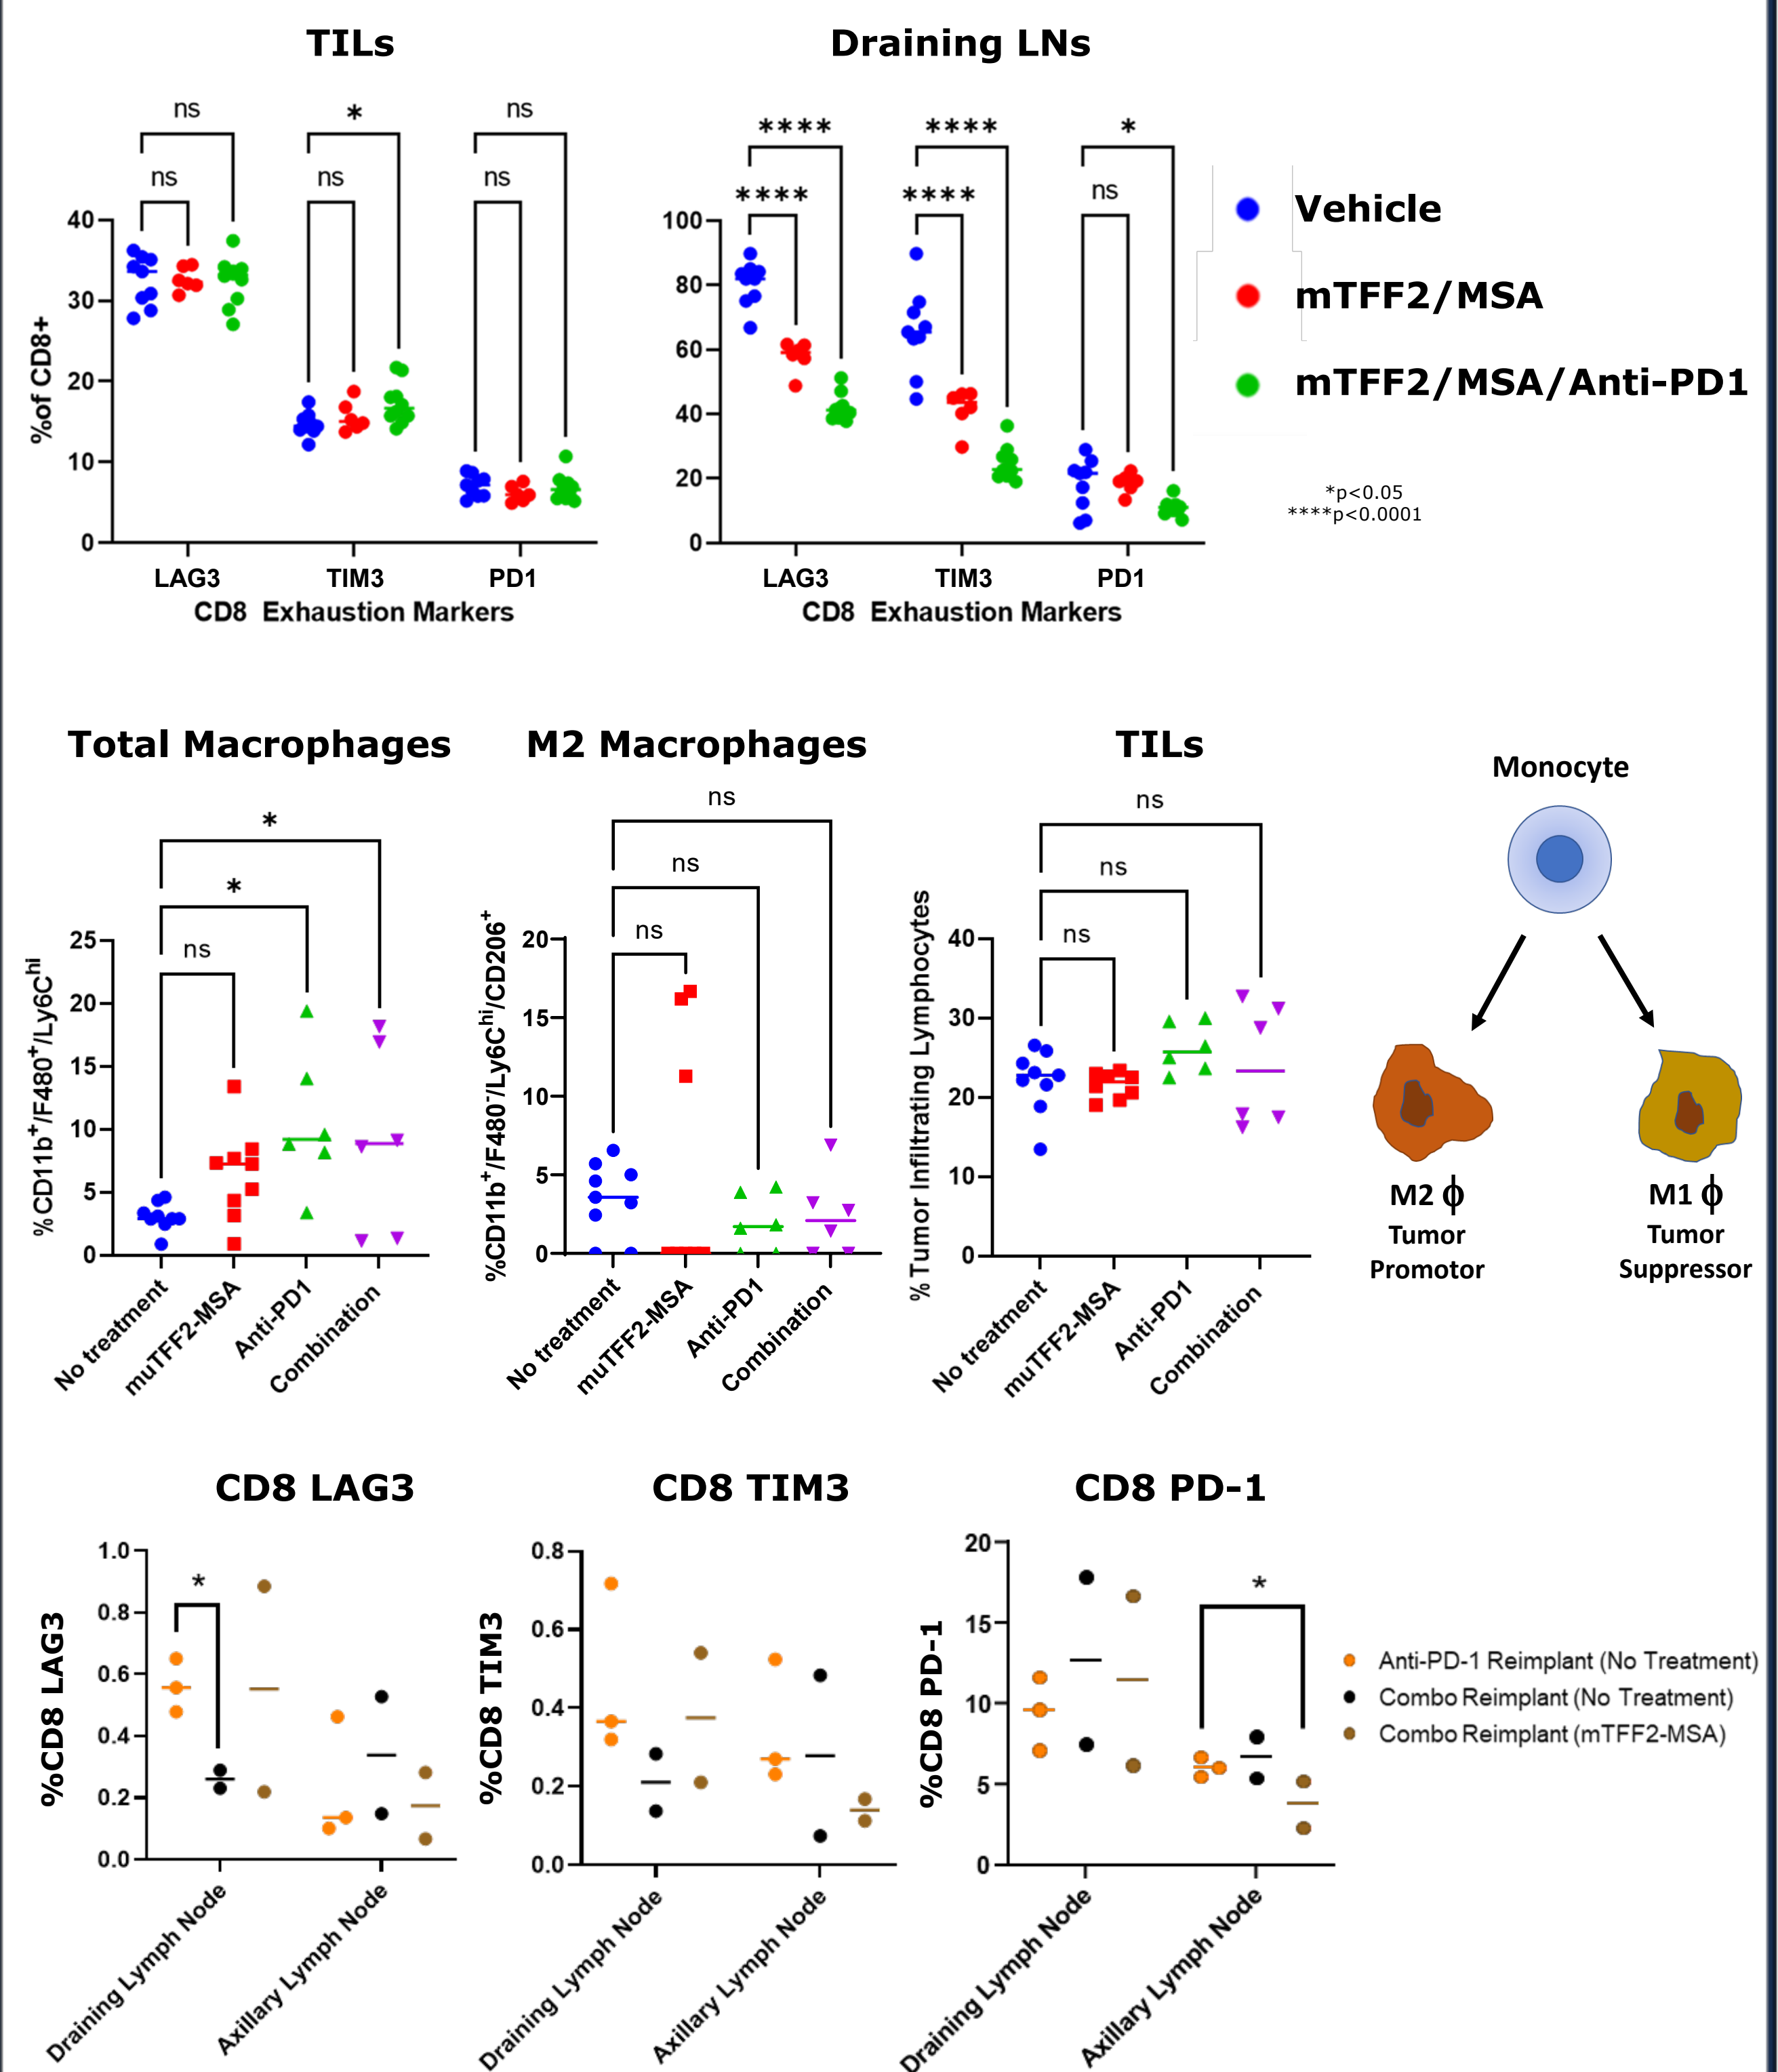 TILs
ns
*
ns
ns
ns
ns
40
30
20
10
0
%of CD8+
LAG3
TIM3
PD1
CD8 Exhaustion Markers
Draining LNs
****
****
*
****
****
ns
100
80
60
40
20
0
LAG3
TIM3
PD1
CD8 Exhaustion Markers
Vehicle
mTFF2/MSA
mTFF2/MSA/Anti-PD1
*p<0.05
****p<0.0001
Total Macrophages
*
*
ns
25
20
15
10
5
0
%CD11b⁺/F480⁺/Ly6Cʰⁱ
No treatment
muTFF2-MSA
Anti-PD1
Combination
M2 Macrophages
ns
ns
ns
20
15
10
5
0
%CD11b⁺/F480⁻/Ly6Cʰⁱ/CD206⁺
No treatment
muTFF2-MSA
Anti-PD1
Combination
TILs
ns
ns
ns
40
30
20
10
0
% Tumor Infiltrating Lymphocytes
No treatment
muTFF2-MSA
Anti-PD1
Combination
Monocyte
M2 ϕ
Tumor
Promotor
M1 ϕ
Tumor
Suppressor
CD8 LAG3
*
1.0
0.8
0.6
0.4
0.2
0.0
%CD8 LAG3
Draining Lymph Node
Axillary Lymph Node
CD8 TIM3
0.8
0.6
0.4
0.2
0.0
%CD8 TIM3
Draining Lymph Node
Axillary Lymph Node
CD8 PD-1
*
20
15
10
5
0
%CD8 PD-1
Draining Lymph Node
Axillary Lymph Node
Anti-PD-1 Reimplant (No Treatment)
Combo Reimplant (No Treatment)
Combo Reimplant (mTFF2-MSA)